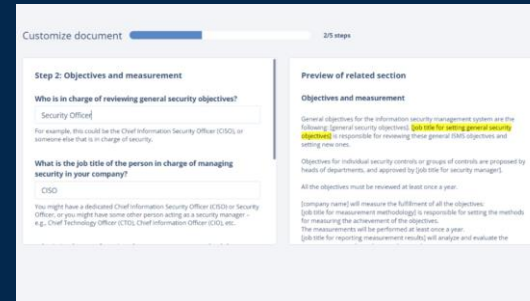 Customize document
2/5 steps
Step 2: Objectives and measurement
Who is in charge of reviewing general security objectives?
Security Officer
For example, this could be the Chief Information Security Officer (CISO), or
someone else that is in charge of security.
What is the job title of the person in charge of managing
security in your company?
CISO
You might have a dedicated Chief Information Security Officer (CISO) or Security
Officer, or you might have some other person acting as a security manager –
e.g., Chief Technology Officer (CTO), Chief Information Officer (CIO), etc.
Preview of related section
Objectives and measurement
General objectives for the information security management system are the
following: [general security objectives]. [job title for setting general security
objectives] is responsible for reviewing these general ISMS objectives and
setting new ones.
Objectives for individual security controls or groups of controls are proposed by
heads of departments, and approved by [job title for security manager].
All the objectives must be reviewed at least once a year.
[company name] will measure the fulfillment of all the objectives.
[job title for measurement methodology] is responsible for setting the methods
for measuring the achievement of the objectives.
The measurements will be performed at least once a year.
[job title for reporting measurement results] will analyze and evaluate the